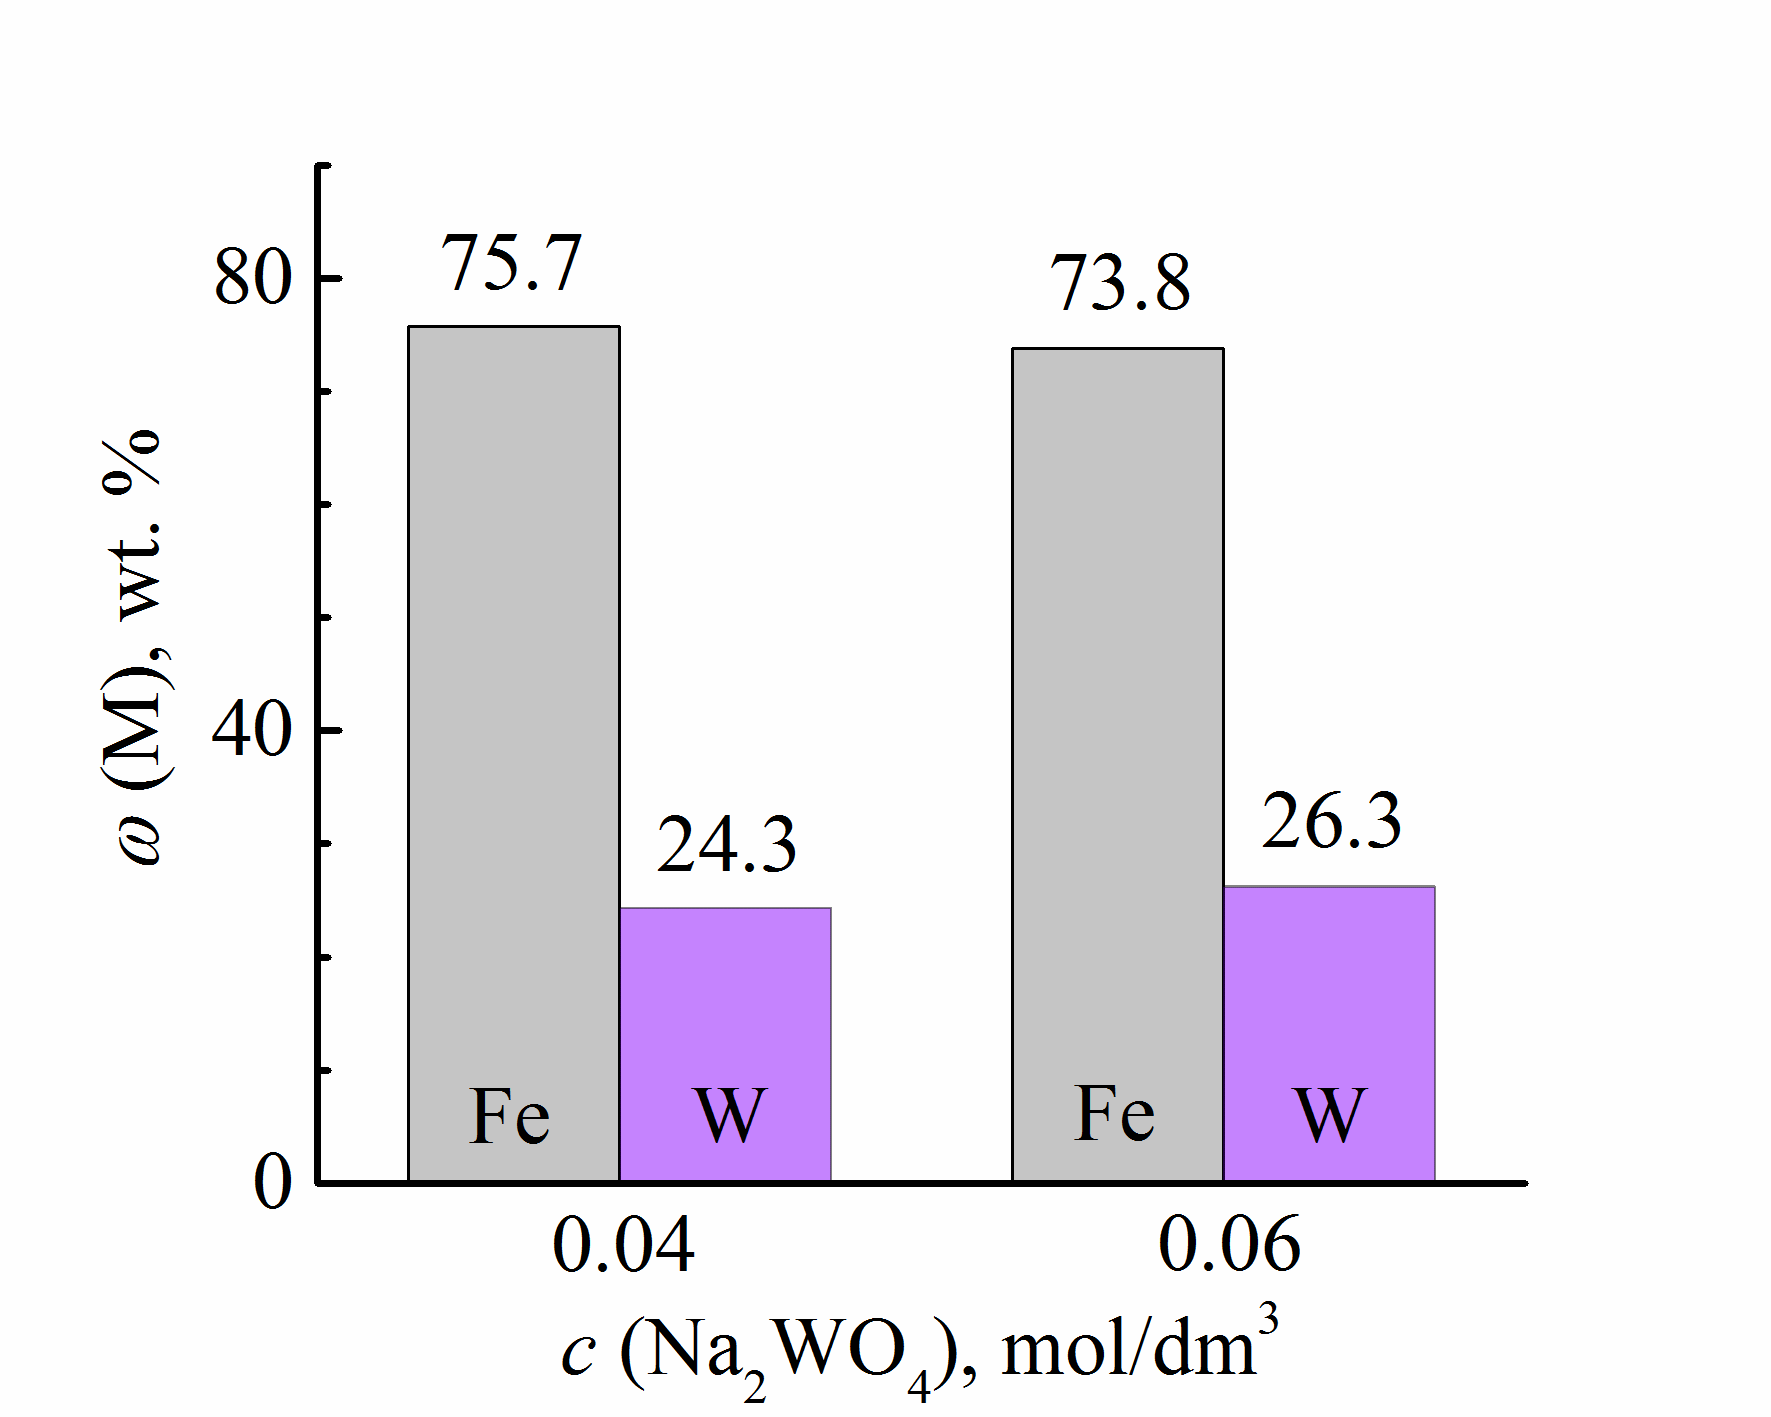 ω (M), wt. %
80
40
0
75.7
24.3
73.8
26.3
Fe
W
Fe
W
0.04
0.06
c (Na₂WO₄), mol/dm³